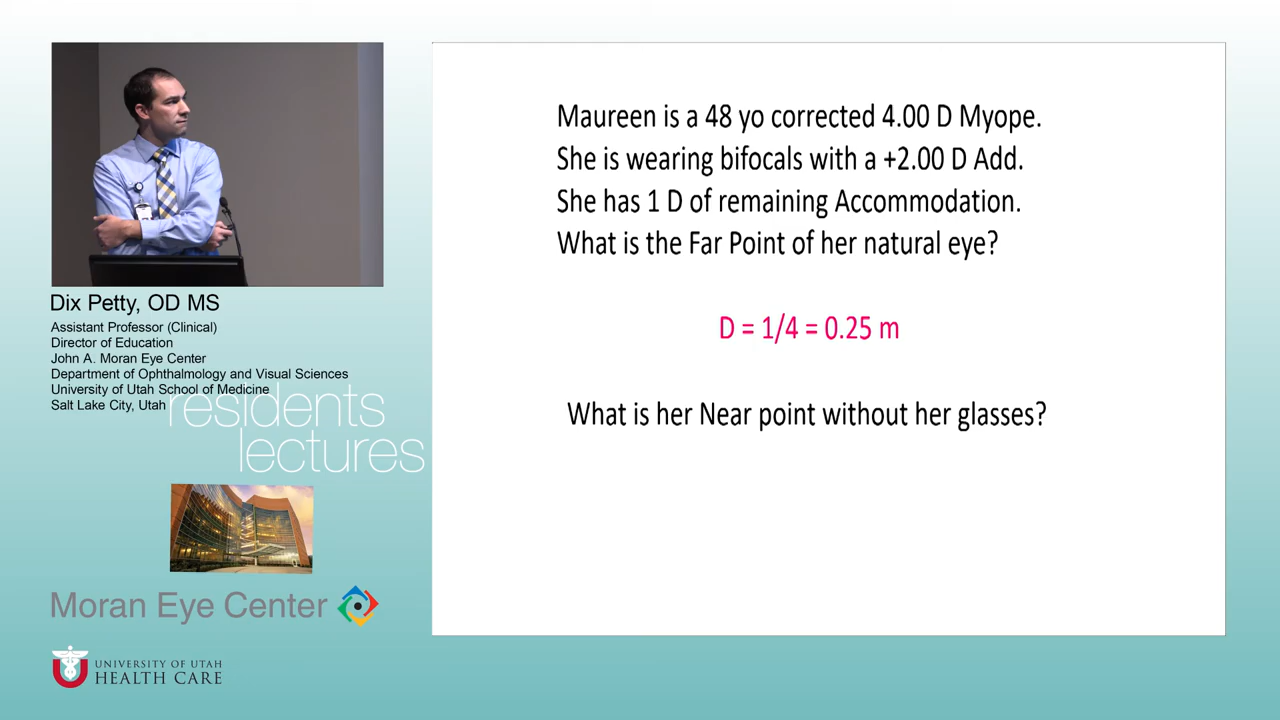 Maureen is a 48 yo corrected 4.00 D Myope.
She is wearing bifocals with a +2.00 D Add.
She has 1 D of remaining Accommodation.
What is the Far Point of her natural eye?
D = 1/4 = 0.25 m
What is her Near point without her glasses?
Dix Petty, OD MS
Assistant Professor (Clinical)
Director of Education
John A. Moran Eye Center
Department of Ophthalmology and Visual Sciences
University of Utah School of Medicine
Salt Lake City, Utah
residents
lectures
Moran Eye Center
UNIVERSITY OF UTAH
HEALTH CARE